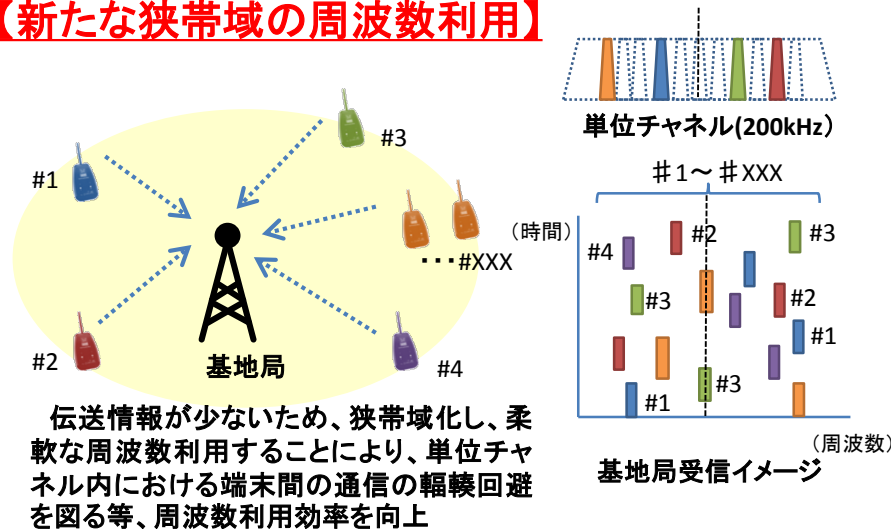 【新たな狭帯域の周波数利用】
単位チャネル(200kHz)
#1
#3
・・・#XXX
#2
#4
基地局
♯1～♯XXX
（時間）
#4
#2
#3
#3
#2
#1
#3
#1
（周波数）
基地局受信イメージ
伝送情報が少ないため、狭帯域化し、柔
軟な周波数利用することにより、単位チャ
ネル内における端末間の通信の輻輳回避
を図る等、周波数利用効率を向上